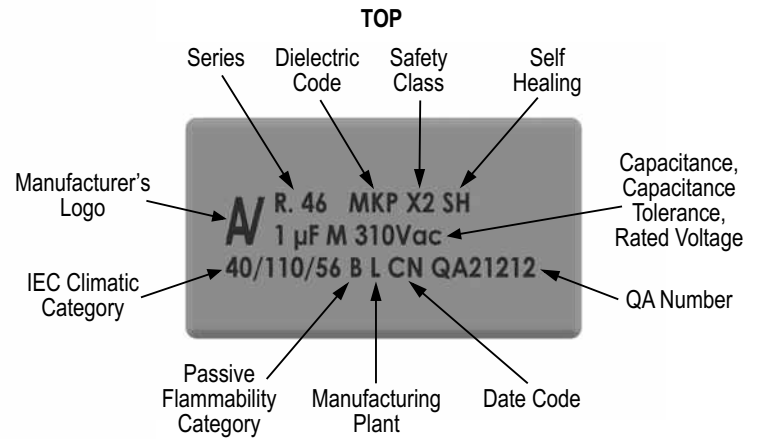 TOP
Series
Dielectric
Code
Safety
Class
Self
Healing
Manufacturer's
Logo
R. 46 MKP X2 SH
1 µF M 310Vac
40/110/56 B L CN QA21212
Capacitance,
Capacitance
Tolerance,
Rated Voltage
IEC Climatic
Category
QA Number
Passive
Flammability
Category
Manufacturing
Plant
Date Code